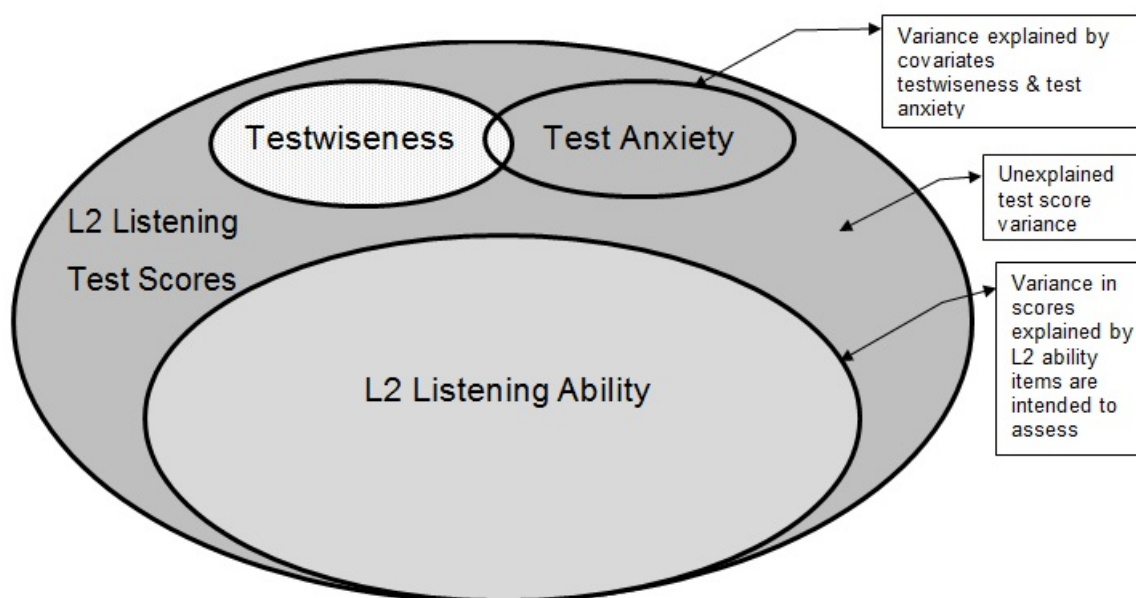 Variance explained by
covariates
testwiseness & test
anxiety
Testwiseness
Test Anxiety
Unexplained
test score
variance
L2 Listening
Test Scores
Variance in
scores
explained by
L2 ability
items are
intended to
assess
L2 Listening Ability